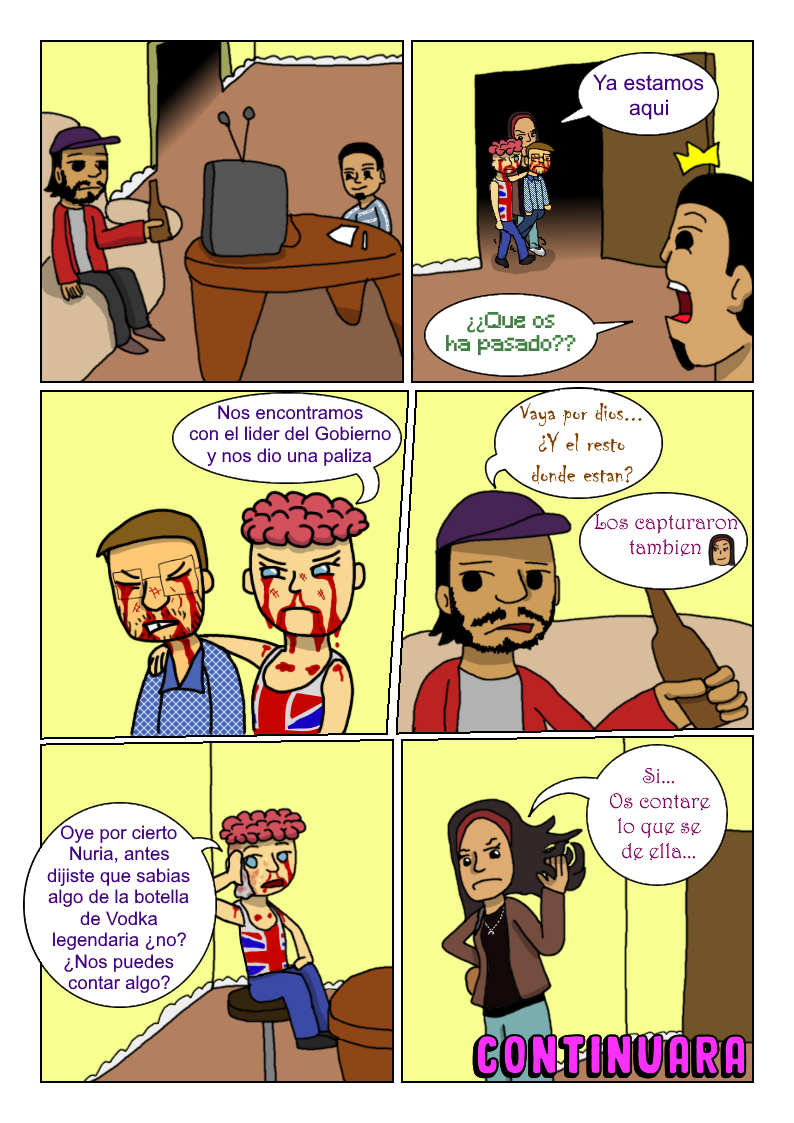 Ya estamos
aqui
¿¿Que os
ha pasado??
Nos encontramos
con el lider del Gobierno
y nos dio una paliza
Vaya por dios...
¿Y el resto
donde estan?
Los capturaron
tambien
Oye por cierto
Nuria, antes
dijiste que sabias
algo de la botella
de Vodka
legendaria ¿no?
¿Nos puedes
contar algo?
Si...
Os contare
lo que se
de ella...
CONTINUARA